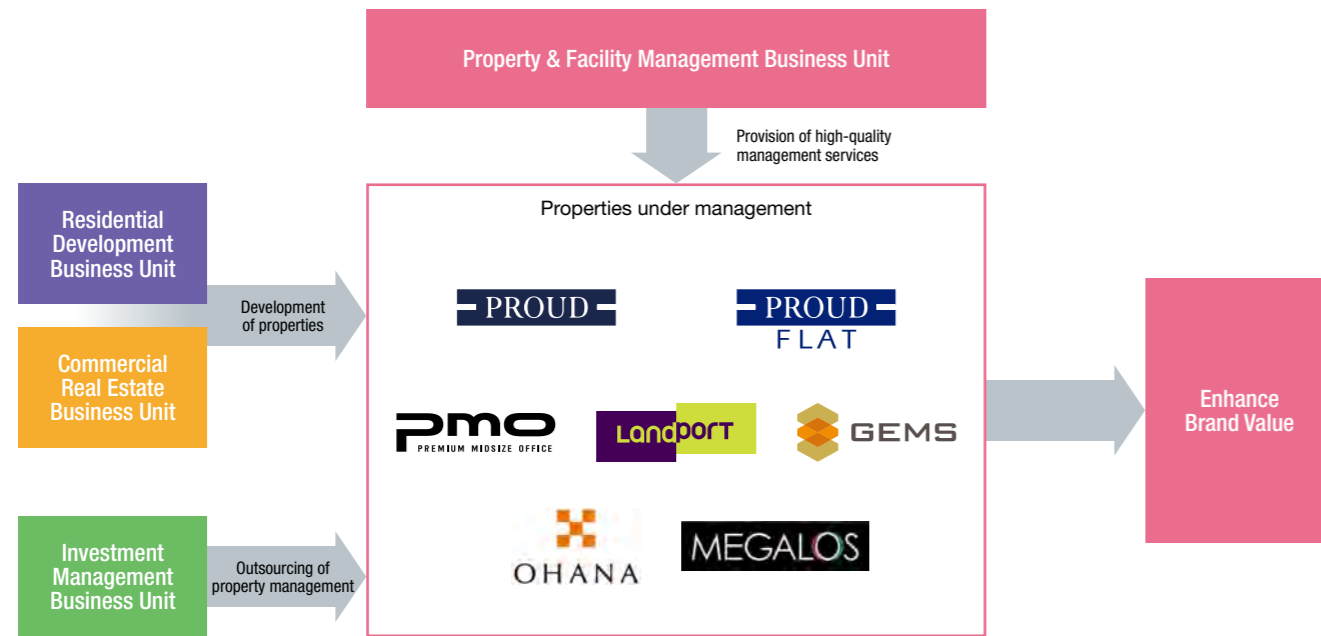 Property & Facility Management Business Unit
Provision of high-quality
management services
Residential
Development
Business Unit
Development
of properties
Commercial
Real Estate
Business Unit
Investment
Management
Business Unit
Outsourcing of
property management
Properties under management
PROUD
PROUD
FLAT
pmo
PREMIUM MIDSIZE OFFICE
Landport
GEMS
OHANA
MEGALOS
Enhance
Brand Value